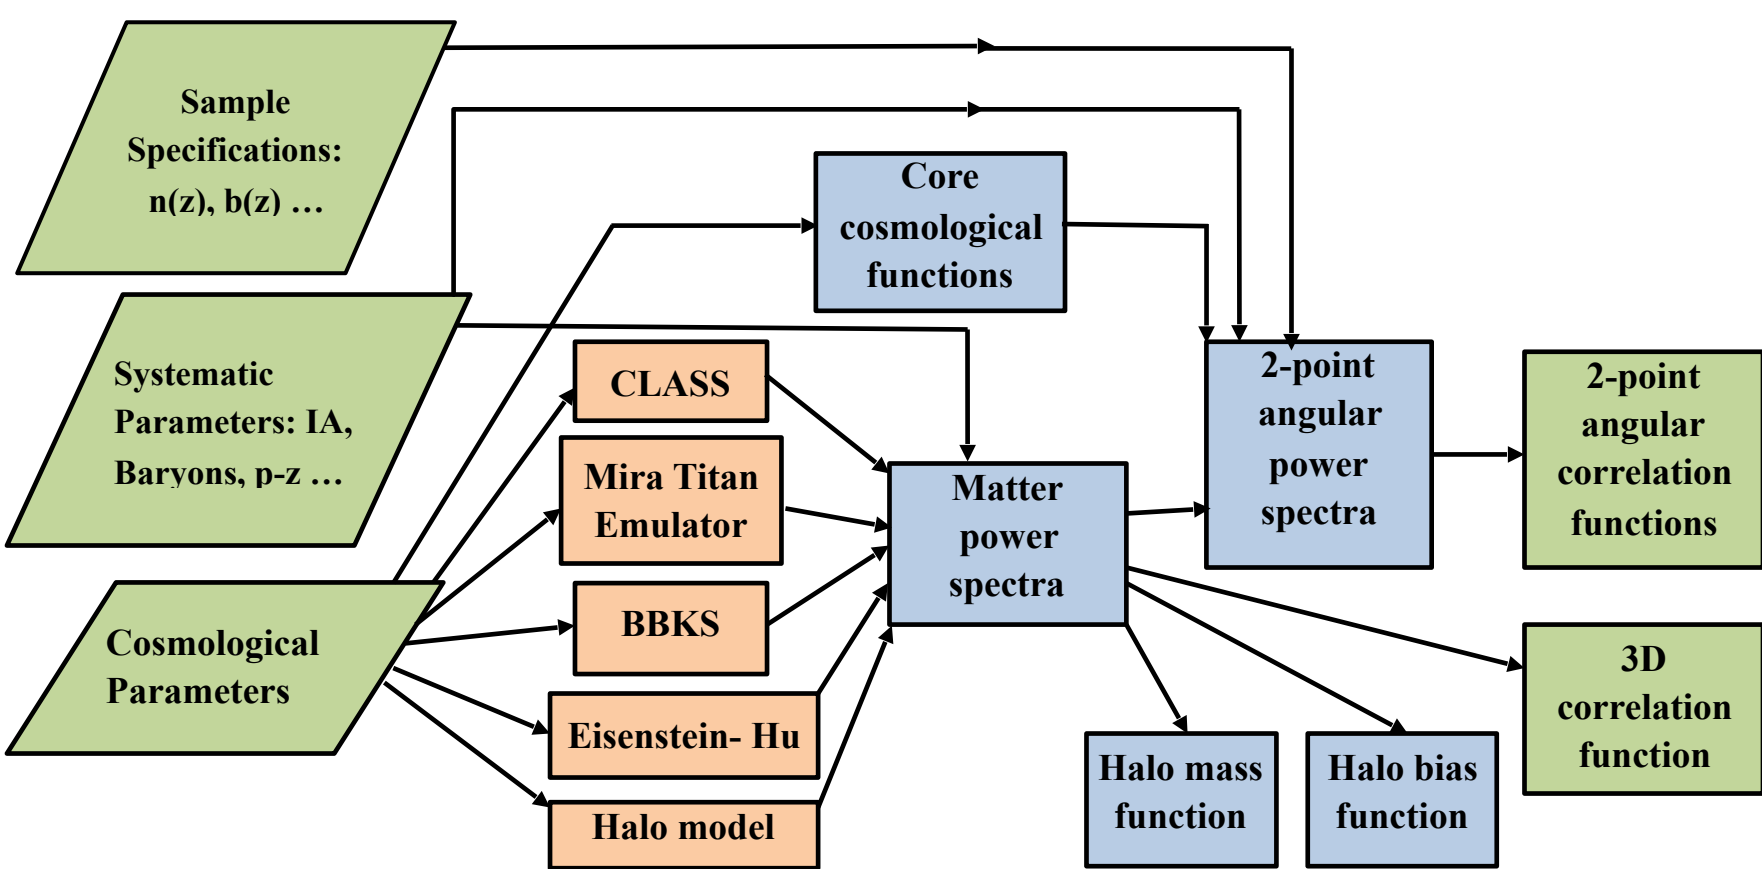 Sample
Specifications:
n(z), b(z) …
Core
cosmological
functions
Systematic
Parameters: IA,
Baryons, p-z …
CLASS
2-point
angular
power
spectra
2-point
angular
correlation
functions
Mira Titan
Emulator
Matter
power
spectra
BBKS
Cosmological
Parameters
3D
correlation
function
Eisenstein- Hu
Halo mass
function
Halo bias
function
Halo model